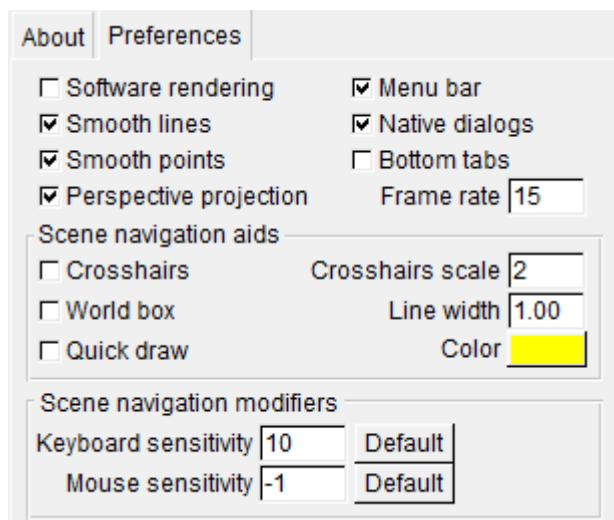 About Preferences
Software rendering Menu bar
Smooth lines Native dialogs
Smooth points Bottom tabs
Perspective projection Frame rate 15
Scene navigation aids
Crosshairs Crosshairs scale 2
World box Line width 1.00
Quick draw Color
Scene navigation modifiers
Keyboard sensitivity 10 Default
Mouse sensitivity -1 Default